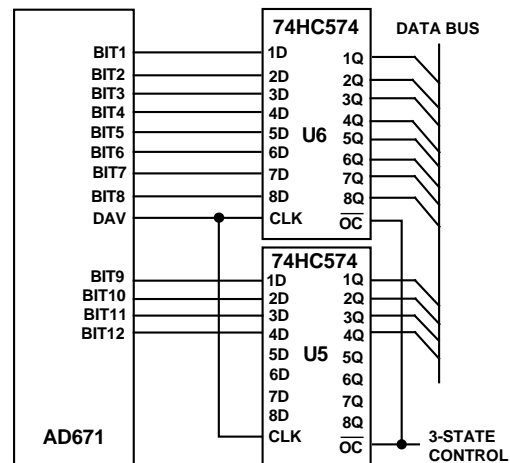 74HC574
DATA BUS
BIT1
BIT2
BIT3
BIT4
BIT5
BIT6
BIT7
BIT8
DAV
1D
2D
3D
4D
5D
6D
7D
8D
CLK
U6
1Q
2Q
3Q
4Q
5Q
6Q
7Q
8Q
OC
74HC574
BIT9
BIT10
BIT11
BIT12
1D
2D
3D
4D
5D
6D
7D
8D
CLK
U5
1Q
2Q
3Q
4Q
5Q
6Q
7Q
8Q
OC
AD671
3-STATE
CONTROL